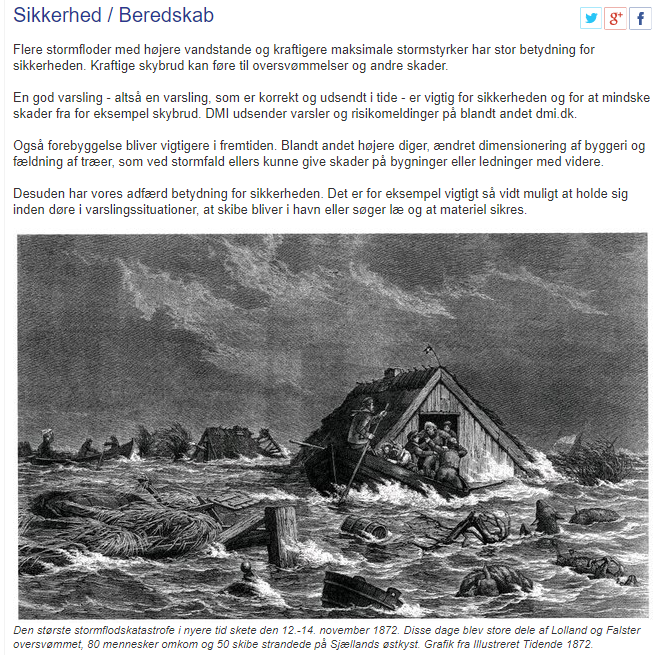 Sikkerhed / Beredskab
g+
f
Flere stormfloder med højere vandstande og kraftigere maksimale stormstyrker har stor betydning for
sikkerheden. Kraftige skybrud kan føre til oversvømmelser og andre skader.
En god varsling - altså en varsling, som er korrekt og udsendt i tide - er vigtig for sikkerheden og for at mindske
skader fra for eksempel skybrud. DMI udsender varsler og risikomeldinger på blandt andet dmi.dk.
Også forebyggelse bliver vigtigere i fremtiden. Blandt andet højere diger, ændret dimensionering af byggeri og
fældning af træer, som ved stormfald ellers kunne give skader på bygninger eller ledninger med videre.
Desuden har vores adfærd betydning for sikkerheden. Det er for eksempel vigtigt så vidt muligt at holde sig
inden døre i varslingssituationer, at skibe bliver i havn eller søger læ og at materiel sikres.
Den største stormflodskatastrofe i nyere tid skete den 12.-14. november 1872. Disse dage blev store dele af Lolland og Falster
oversvømmet, 80 mennesker omkom og 50 skibe strandede på Sjællands østkyst. Grafik fra Illustreret Tidende 1872.